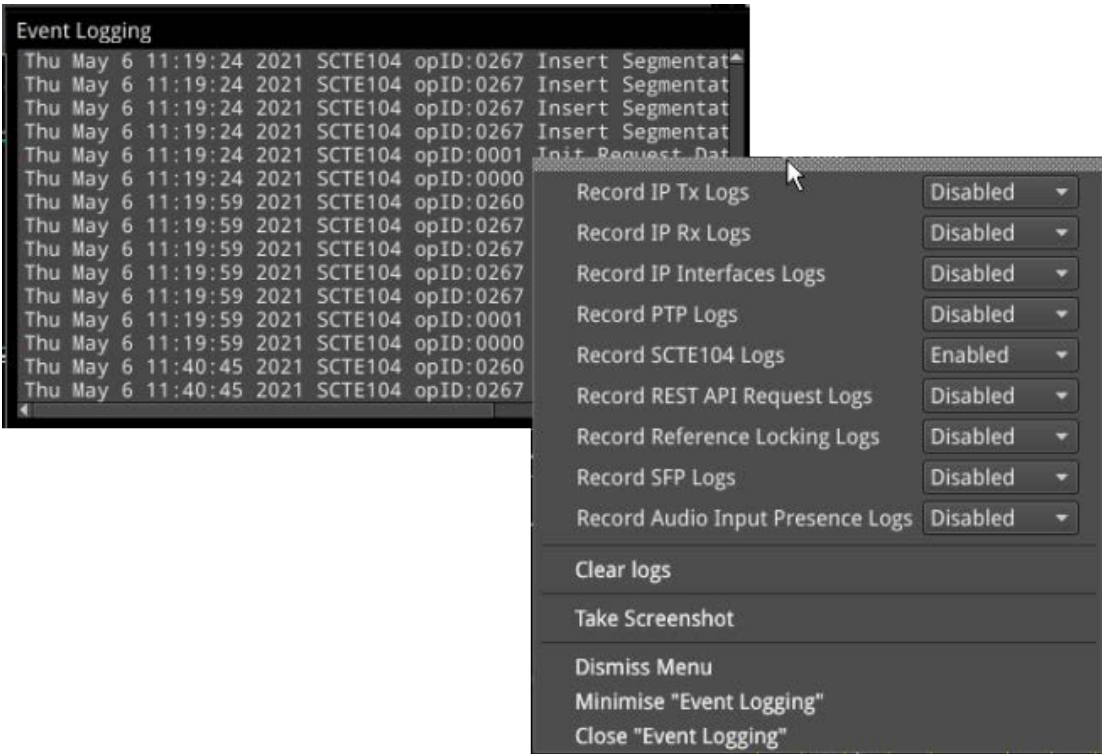 Event Logging
Thu May 6 11:19:24 2021 SCTE104 opID:0267 Insert Segmentat
Thu May 6 11:19:24 2021 SCTE104 opID:0267 Insert Segmentat
Thu May 6 11:19:24 2021 SCTE104 opID:0267 Insert Segmentat
Thu May 6 11:19:24 2021 SCTE104 opID:0267 Insert Segmentat
Thu May 6 11:19:24 2021 SCTE104 opID:0001 Init Request Dat
Thu May 6 11:19:24 2021 SCTE104 opID:0000
Thu May 6 11:19:59 2021 SCTE104 opID:0260
Thu May 6 11:19:59 2021 SCTE104 opID:0267
Thu May 6 11:19:59 2021 SCTE104 opID:0267
Thu May 6 11:19:59 2021 SCTE104 opID:0267
Thu May 6 11:19:59 2021 SCTE104 opID:0267
Thu May 6 11:19:59 2021 SCTE104 opID:0001
Thu May 6 11:19:59 2021 SCTE104 opID:0000
Thu May 6 11:40:45 2021 SCTE104 opID:0260
Thu May 6 11:40:45 2021 SCTE104 opID:0267
Record IP Tx Logs Disabled
Record IP Rx Logs Disabled
Record IP Interfaces Logs Disabled
Record PTP Logs Disabled
Record SCTE104 Logs Enabled
Record REST API Request Logs Disabled
Record Reference Locking Logs Disabled
Record SFP Logs Disabled
Record Audio Input Presence Logs Disabled
Clear logs
Take Screenshot
Dismiss Menu
Minimise "Event Logging"
Close "Event Logging"